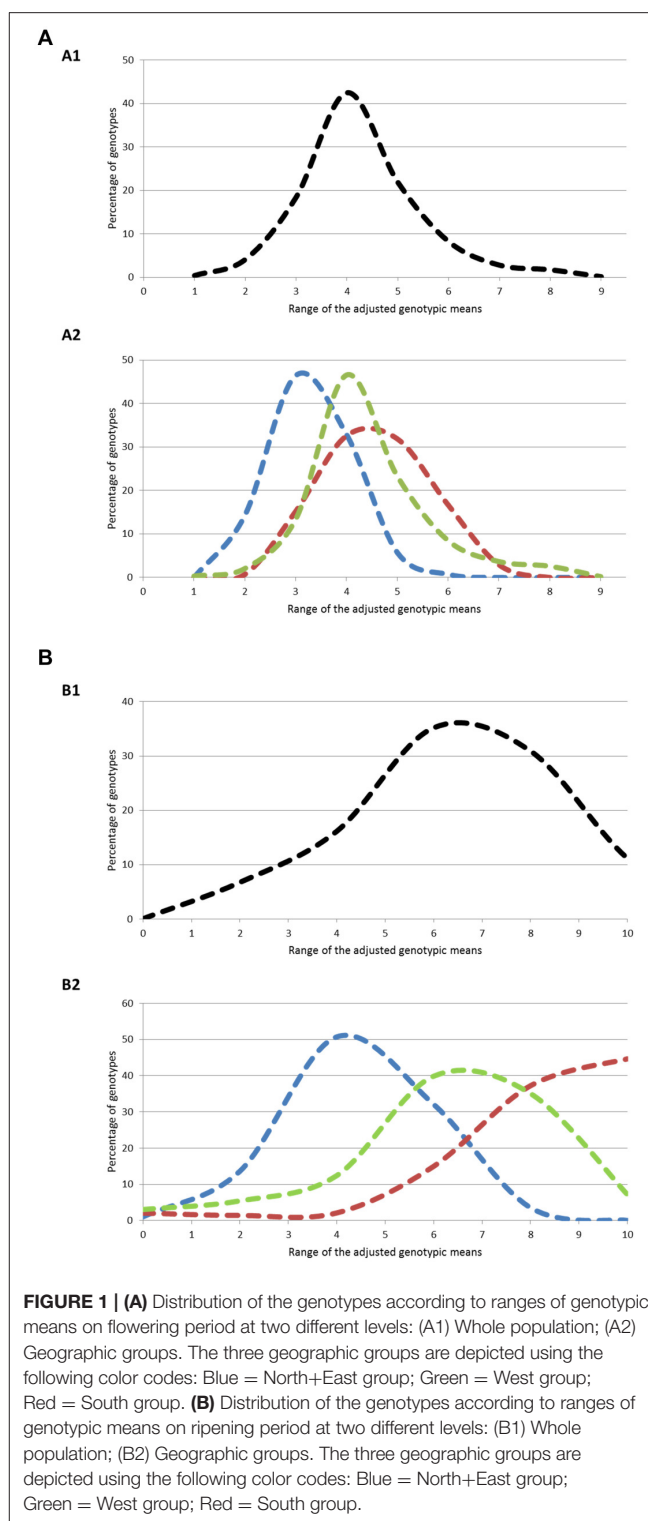 A
A1
50
40
30
20
10
0
Percentage of genotypes
0 1 2 3 4 5 6 7 8 9
Range of the adjusted genotypic means
A2
50
40
30
20
10
0
Percentage of genotypes
0 1 2 3 4 5 6 7 8 9
Range of the adjusted genotypic means
B
B1
40
30
20
10
0
Percentage of genotypes
0 1 2 3 4 5 6 7 8 9 10
Range of the adjusted genotypic means
B2
60
50
40
30
20
10
0
Percentage of genotypes
0 1 2 3 4 5 6 7 8 9 10
Range of the adjusted genotypic means
FIGURE 1 | (A) Distribution of the genotypes according to ranges of genotypic
means on flowering period at two different levels: (A1) Whole population; (A2)
Geographic groups. The three geographic groups are depicted using the
following color codes: Blue = North+East group; Green = West group;
Red = South group. (B) Distribution of the genotypes according to ranges of
genotypic means on ripening period at two different levels: (B1) Whole
population; (B2) Geographic groups. The three geographic groups are
depicted using the following color codes: Blue = North+East group;
Green = West group; Red = South group.